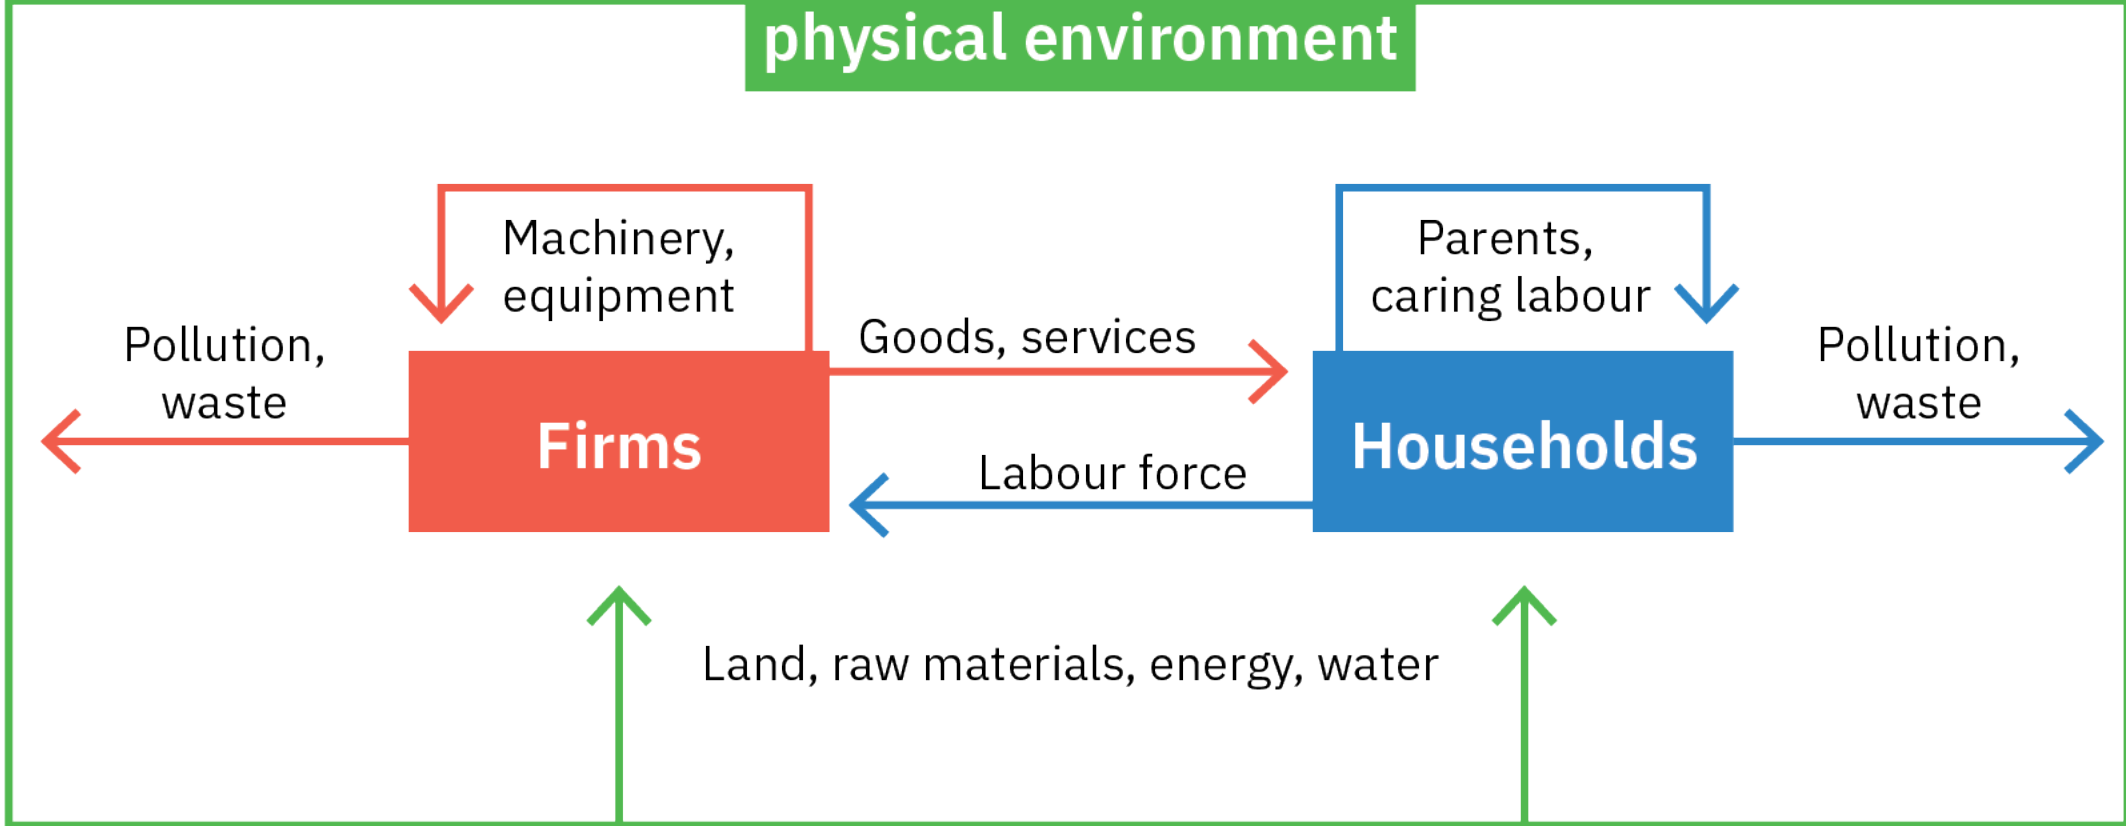 physical environment
Machinery,
equipment
Parents,
caring labour
Pollution,
waste
Goods, services
Pollution,
waste
Firms
Labour force
Households
Land, raw materials, energy, water